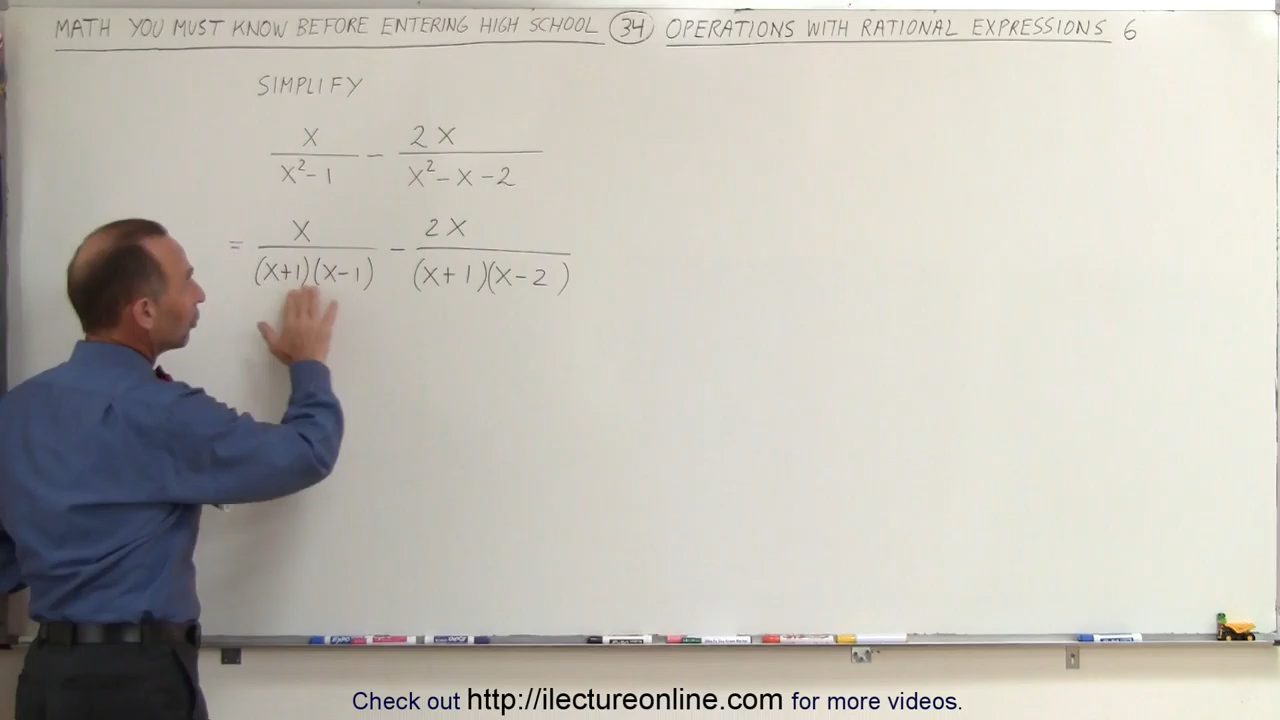 MATH YOU MUST KNOW BEFORE ENTERING HIGH SCHOOL 34 OPERATIONS WITH RATIONAL EXPRESSIONS 6
SIMPLIFY
x/(x²-1) - 2x/(x²-x-2)
= x/((x+1)(x-1)) - 2x/((x+1)(x-2))
Check out http://ilectureonline.com for more videos.